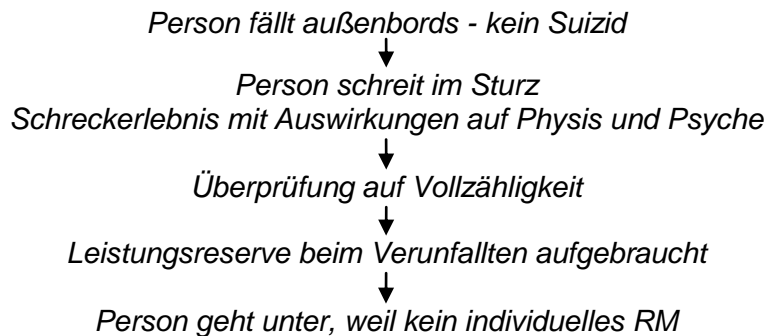 Person fällt außenbords - kein Suizid
Person schreit im Sturz
Schreckerlebnis mit Auswirkungen auf Physis und Psyche
Überprüfung auf Vollzähligkeit
Leistungsreserve beim Verunfallten aufgebraucht
Person geht unter, weil kein individuelles RM